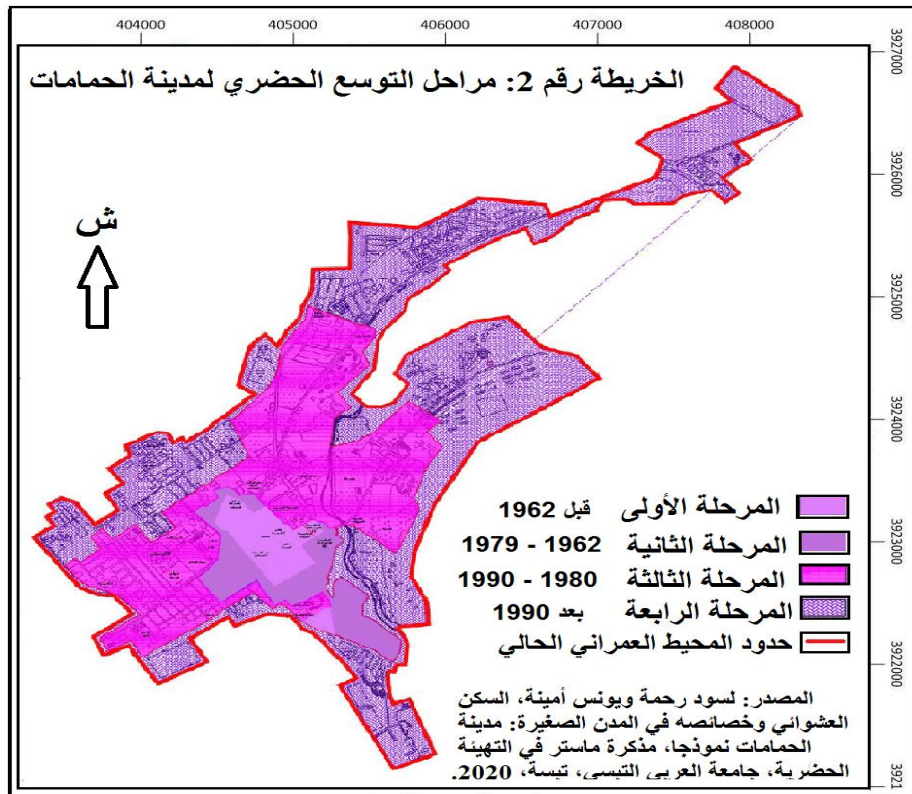 404000 405000 406000 407000 408000
الخريطة رقم 2: مراحل التوسع الحضري لمدينة الحمامات
ش
3927000
3926000
3925000
3924000
3923000
3922000
3921
المرحلة الأولى قبل 1962
المرحلة الثانية 1962 - 1979
المرحلة الثالثة 1980 - 1990
المرحلة الرابعة بعد 1990
حدود المحيط العمراني الحالي
المصدر: لسود رحمة ويونس أمينة، السكن
العشوائي وخصائصه في المدن الصغيرة: مدينة
الحمامات نموذجا، مذكرة ماستر في التهيئة
الحضرية، جامعة العربي التبسي، تبسة، 2020.